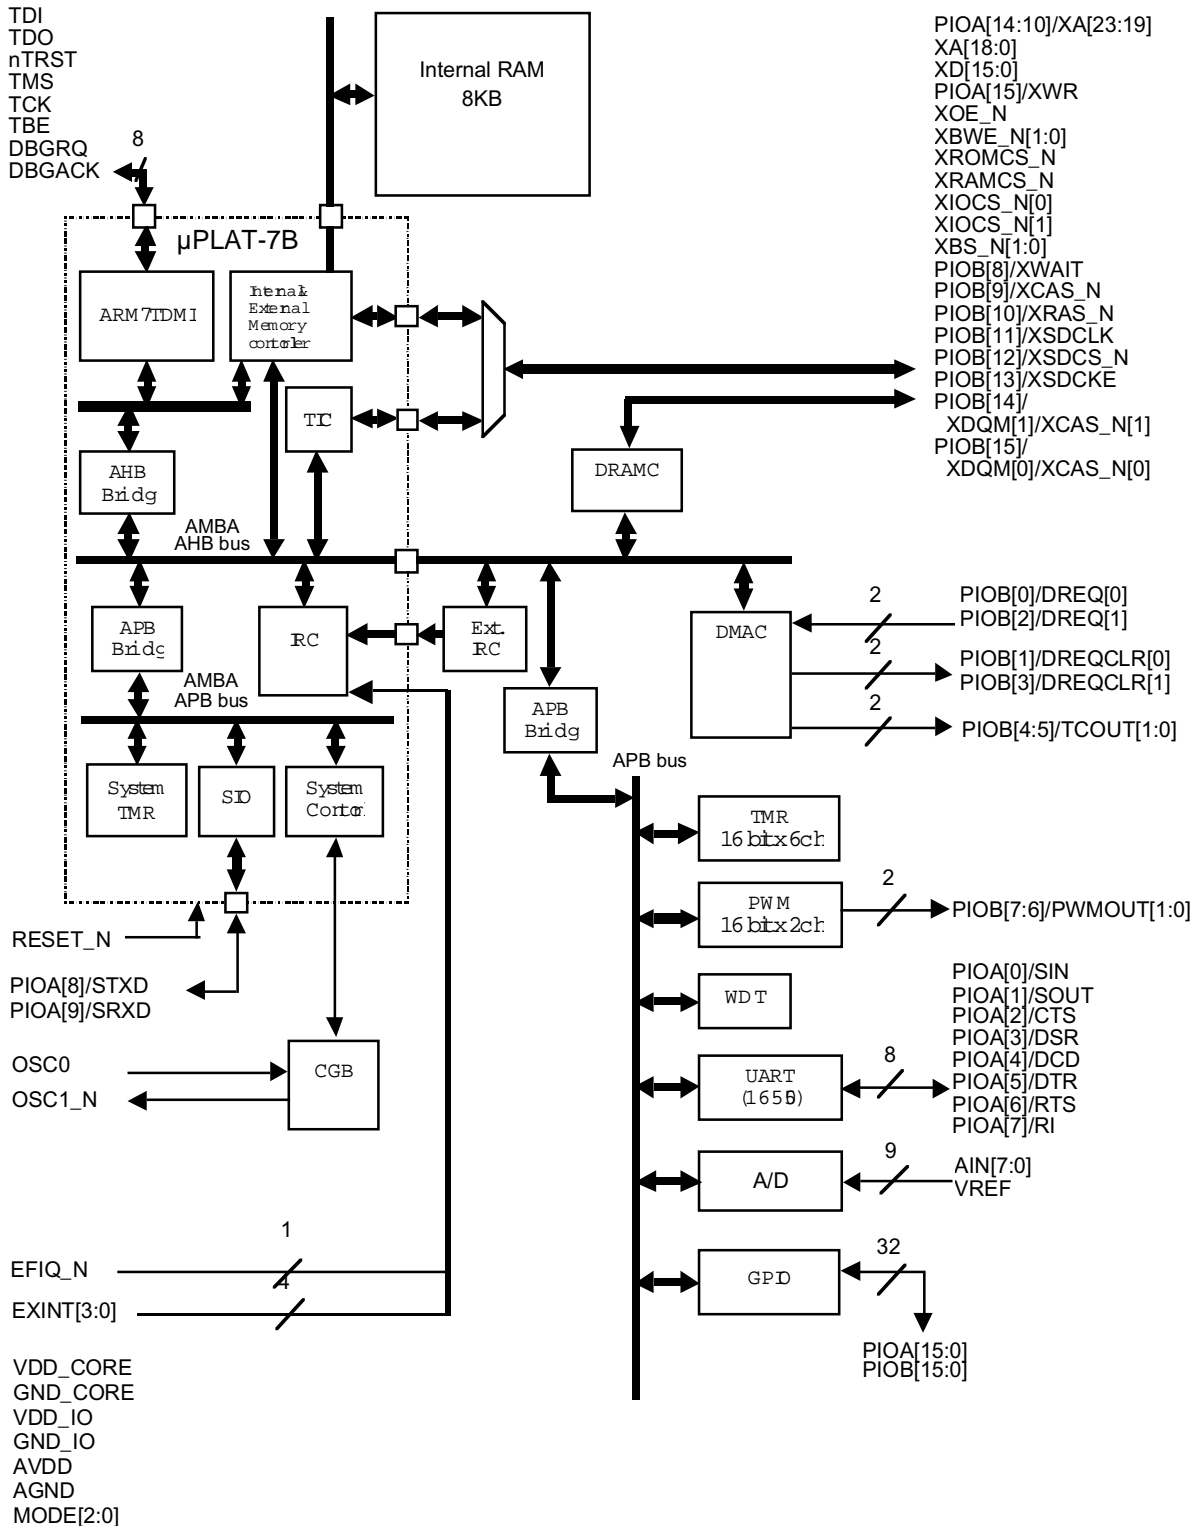 TDI
TDO
nTRST
TMS
TCK
TBE
DBGRQ
DBGACK
8
Internal RAM
8KB
PIOA[14:10]/XA[23:19]
XA[18:0]
XD[15:0]
PIOA[15]/XWR
XOE_N
XBWE_N[1:0]
XROMCS_N
XRAMCS_N
XIOCS_N[0]
XIOCS_N[1]
XBS_N[1:0]
PIOB[8]/XWAIT
PIOB[9]/XCAS_N
PIOB[10]/XRAS_N
PIOB[11]/XSDCLK
PIOB[12]/XSDCS_N
PIOB[13]/XSDCKE
PIOB[14]/
XDQM[1]/XCAS_N[1]
PIOB[15]/
XDQM[0]/XCAS_N[0]
µPLAT-7B
ARM7TDMI
Internal&
External
Memory
controller
TIC
AHB
Bridg
DRAMC
AMBA
AHB bus
APB
Bridg
IRC
Ext.
IRC
DMAC
2
PIOB[0]/DREQ[0]
PIOB[2]/DREQ[1]
2
PIOB[1]/DREQCLR[0]
PIOB[3]/DREQCLR[1]
2
PIOB[4:5]/TCOUT[1:0]
AMBA
APB bus
APB
Bridg
APB bus
System
TMR
SIO
System
Contor
TMR
16bitx6ch
PWM
16bitx2ch
2
PIOB[7:6]/PWMOUT[1:0]
RESET_N
PIOA[8]/STXD
PIOA[9]/SRXD
WDT
PIOA[0]/SIN
PIOA[1]/SOUT
PIOA[2]/CTS
PIOA[3]/DSR
PIOA[4]/DCD
PIOA[5]/DTR
PIOA[6]/RTS
PIOA[7]/RI
OSC0
OSC1_N
CGB
UART
(16550)
8
A/D
9
AIN[7:0]
VREF
1
EFIQ_N
4
EXINT[3:0]
GPIO
32
PIOA[15:0]
PIOB[15:0]
VDD_CORE
GND_CORE
VDD_IO
GND_IO
AVDD
AGND
MODE[2:0]